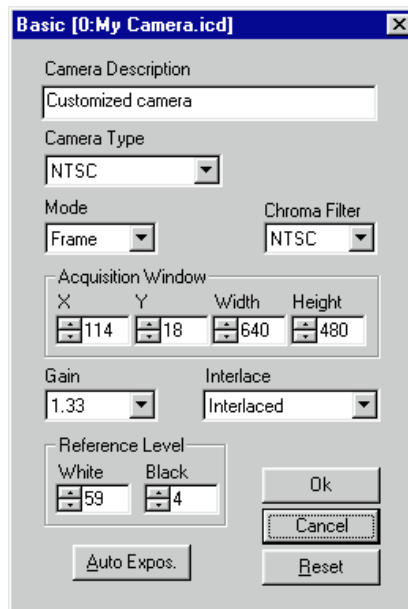 Basic [0:My Camera.icd]
Camera Description
Customized camera
Camera Type
NTSC
Mode Chroma Filter
Frame NTSC
Acquisition Window
X Y Width Height
114 18 640 480
Gain Interlace
1.33 Interlaced
Reference Level
White Black
59 4
Ok
Cancel
Auto Expos.
Reset